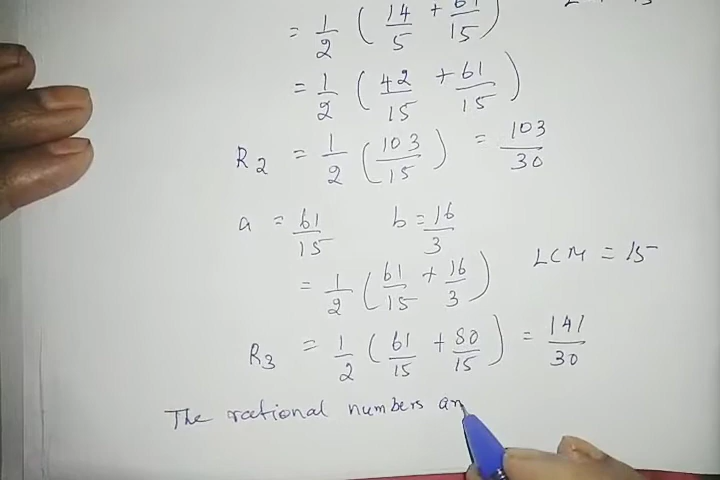 = 1/2 ( 14/5 + 61/15 )
= 1/2 ( 42/15 + 61/15 )
R2 = 1/2 ( 103/15 ) = 103/30
a = 61/15 b = 16/3
= 1/2 ( 61/15 + 16/3 ) LCM = 15
R3 = 1/2 ( 61/15 + 80/15 ) = 141/30
The rational numbers ar